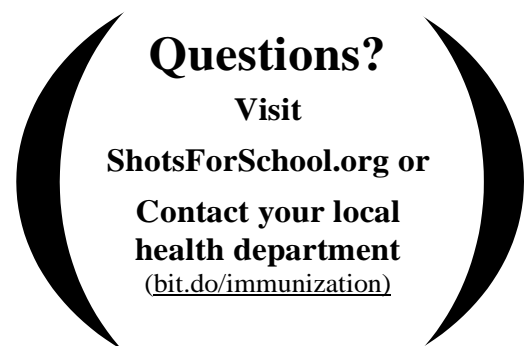 Questions?
Visit
ShotsForSchool.org or
Contact your local
health department
(bit.do/immunization)